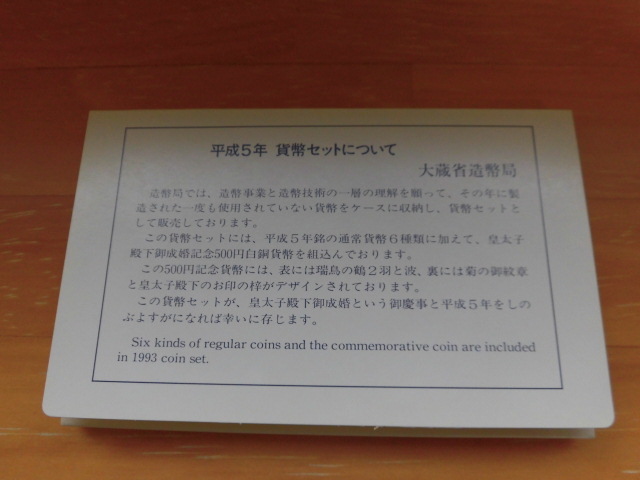 平成5年 貨幣セットについて
大蔵省造幣局
造幣局では、造幣事業と造幣技術の一層の理解を願って、その年に製
造された一度も使用されていない貨幣をケースに収納し、貨幣セットと
して販売しております。
この貨幣セットには、平成5年銘の通常貨幣6種類に加えて、皇太子
殿下御成婚記念500円白銅貨幣を組込んでおります。
この500円記念貨幣には、表には瑞鳥の鶴2羽と波、裏には菊の御紋章
と皇太子殿下のお印の梓がデザインされております。
この貨幣セットが、皇太子殿下御成婚という御慶事と平成5年をしの
ぶよすがになれば幸いに存じます。
Six kinds of regular coins and the commemorative coin are included
in 1993 coin set.